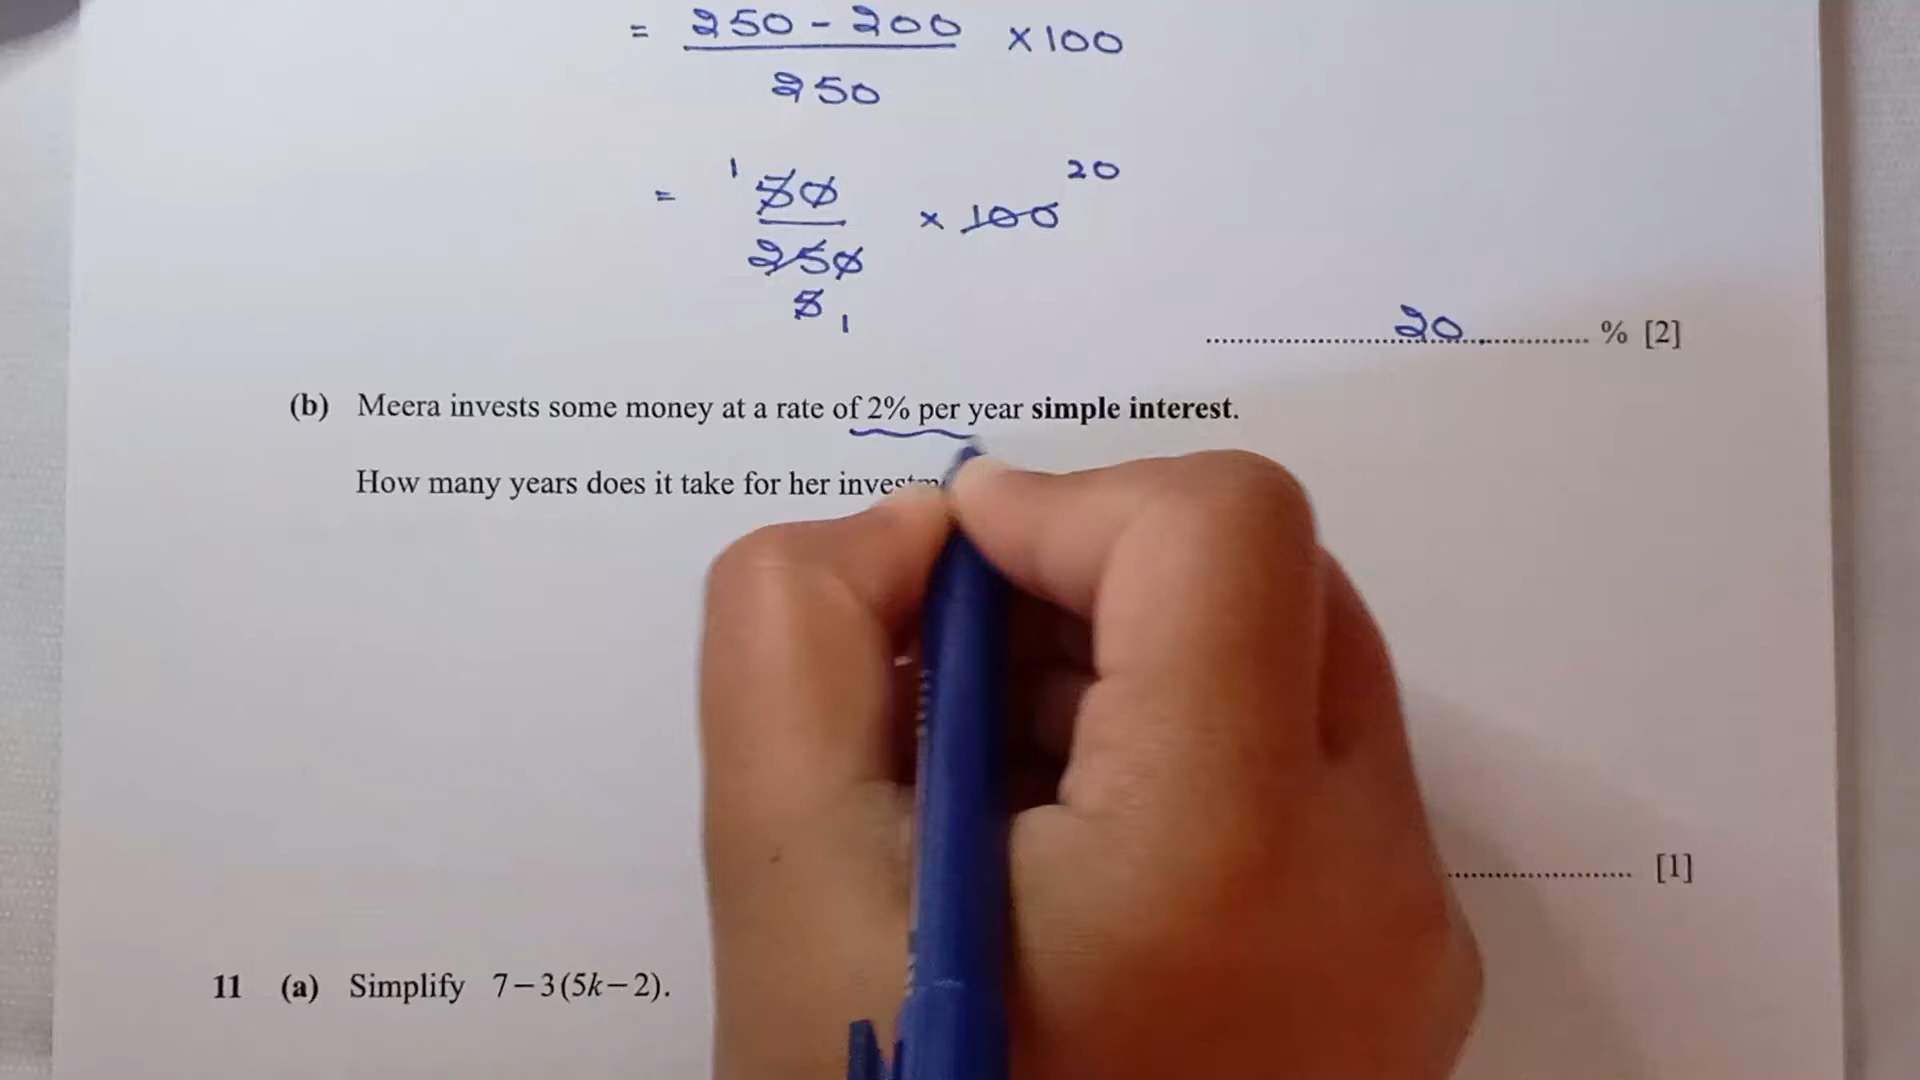 = 250 - 200 × 100
250
= 1 50 × 100 20
250
5 1
20 % [2]
(b) Meera invests some money at a rate of 2% per year simple interest.
How many years does it take for her
[1]
11 (a) Simplify 7 – 3(5k – 2).